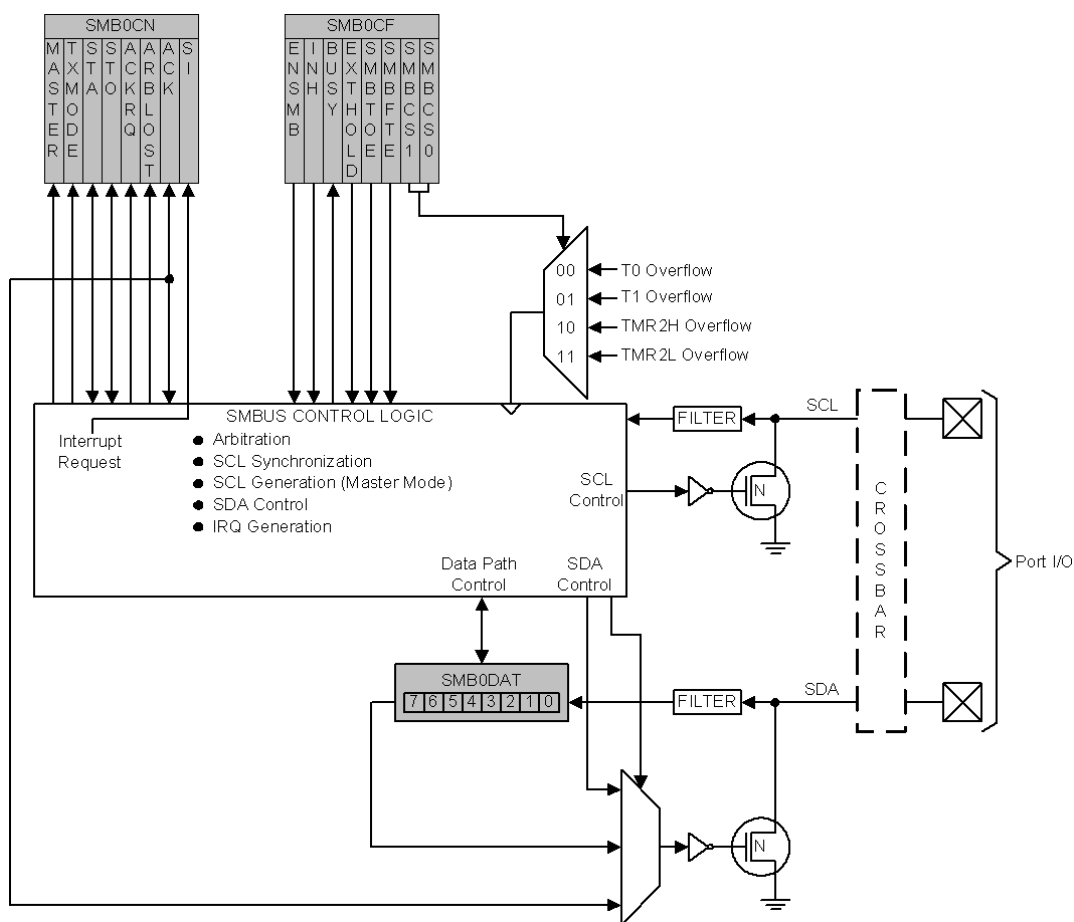 SMB0CN
MASTER
TXMODE
STA
STO
ACKRQ
ARBLOST
ACK
SI
SMB0CF
ENSMB
INH
BUSY
EXTHOLD
SMBTOE
SMBFTE
SMBCS1
SMBCS0
00
T0 Overflow
01
T1 Overflow
10
TMR2H Overflow
11
TMR2L Overflow
SMBUS CONTROL LOGIC
Arbitration
SCL Synchronization
SCL Generation (Master Mode)
SDA Control
IRQ Generation
Interrupt
Request
SCL
Control
Data Path
Control
SDA
Control
FILTER
SCL
N
CROSSBAR
Port I/O
SMB0DAT
7 6 5 4 3 2 1 0
FILTER
SDA
N